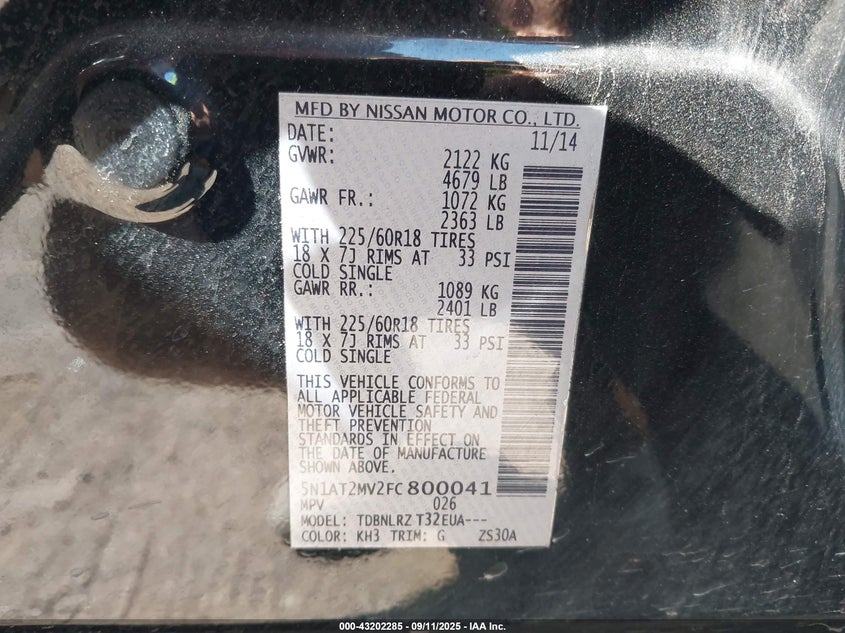 MFD BY NISSAN MOTOR CO., LTD.
DATE: 11/14
GVWR: 2122 KG
4679 LB
GAWR FR.: 1072 KG
2363 LB
WITH 225/60R18 TIRES
18 X 7J RIMS AT 33 PSI
COLD SINGLE
GAWR RR.: 1089 KG
2401 LB
WITH 225/60R18 TIRES
18 X 7J RIMS AT 33 PSI
COLD SINGLE
THIS VEHICLE CONFORMS TO
ALL APPLICABLE FEDERAL
MOTOR VEHICLE SAFETY AND
THEFT PREVENTION
STANDARDS IN EFFECT ON
THE DATE OF MANUFACTURE
SHOWN ABOVE.
5N1AT2MV2FC800041
MPV 026
MODEL: TDBNLRZ T32EUA---
COLOR: KH3 TRIM: G ZS30A
000-43202285 - 09/11/2025 - IAA Inc.